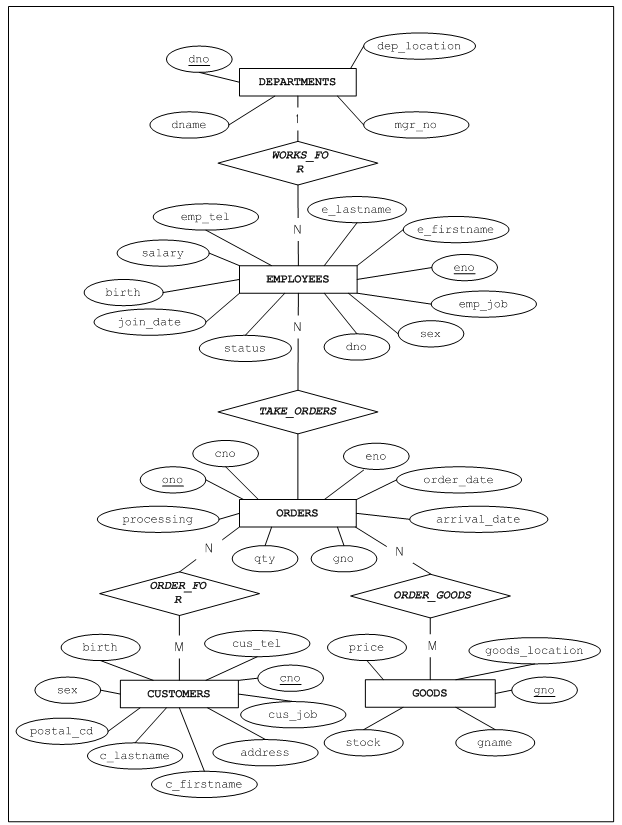 dep_location
dno
DEPARTMENTS
dname
1
mgr_no
WORKS_FO
R
emp_tel
N
e_lastname
e_firstname
salary
eno
EMPLOYEES
birth
emp_job
join_date
N
sex
status
dno
TAKE_ORDERS
cno
eno
ono
order_date
ORDERS
processing
arrival_date
N
qty
gno
N
ORDER_FO
R
ORDER_GOODS
birth
M
cus_tel
price
M
goods_location
cno
sex
CUSTOMERS
GOODS
gno
cus_job
postal_cd
stock
gname
c_lastname
address
c_firstname